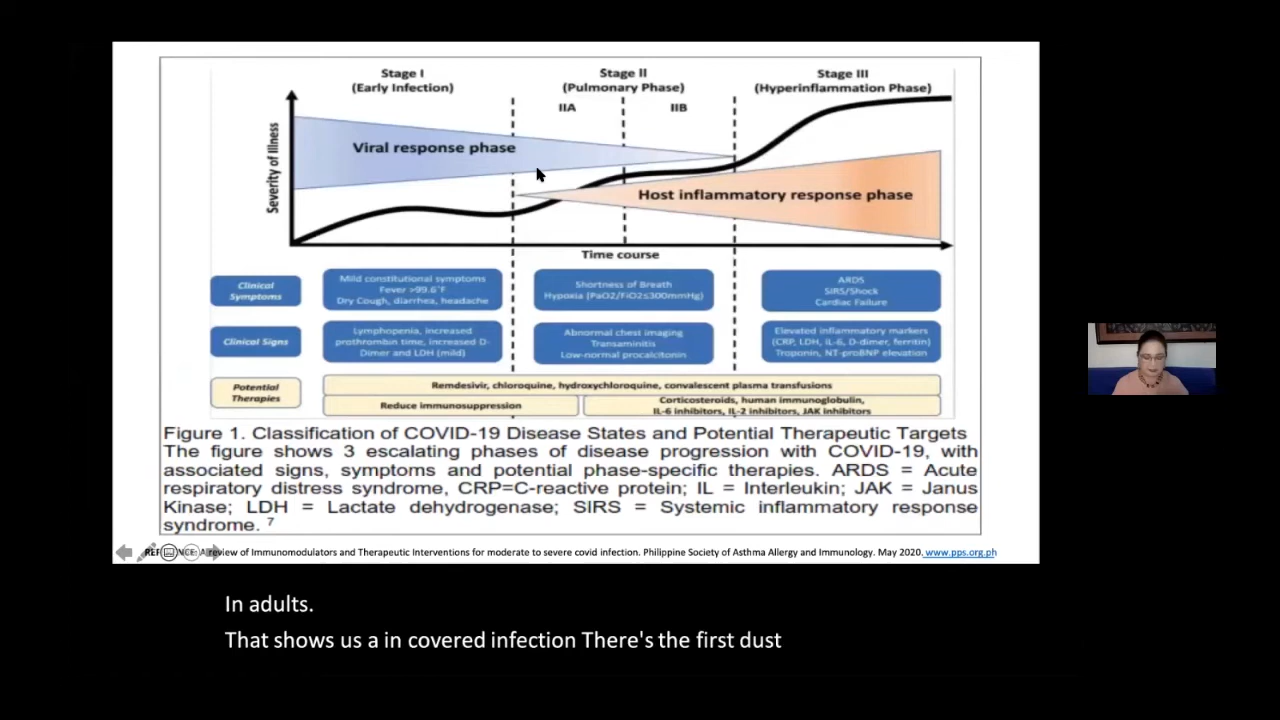 Stage I
(Early Infection)
Stage II
(Pulmonary Phase)
Stage III
(Hyperinflammation Phase)
IIA
IIB
Severity of Illness
Viral response phase
Host inflammatory response phase
Time course
Clinical
Symptoms
Mild constitutional symptoms
Fever >99.6°F
Dry Cough, diarrhea, headache
Shortness of Breath
Hypoxia (PaO2/FiO2≤300mmHg)
ARDS
SIRS/Shock
Cardiac Failure
Clinical Signs
Lymphopenia, increased
prothrombin time, increased D-
Dimer and LDH (mild)
Abnormal chest imaging
Transaminitis
Low-normal procalcitonin
Elevated inflammatory markers
(CRP, LDH, IL-6, D-dimer, ferritin)
Troponin, NT-proBNP elevation
Potential
Therapies
Remdesivir, chloroquine, hydroxychloroquine, convalescent plasma transfusions
Reduce immunosuppression
Corticosteroids, human immunoglobulin,
IL-6 inhibitors, IL-2 inhibitors, JAK inhibitors
Figure 1. Classification of COVID-19 Disease States and Potential Therapeutic Targets
The figure shows 3 escalating phases of disease progression with COVID-19, with
associated signs, symptoms and potential phase-specific therapies. ARDS = Acute
respiratory distress syndrome, CRP=C-reactive protein; IL = Interleukin; JAK = Janus
Kinase; LDH = Lactate dehydrogenase; SIRS = Systemic inflammatory response
syndrome. 7
review of Immunomodulators and Therapeutic Interventions for moderate to severe covid infection. Philippine Society of Asthma Allergy and Immunology. May 2020. www.pps.org.ph
In adults.
That shows us a in covered infection There's the first dust